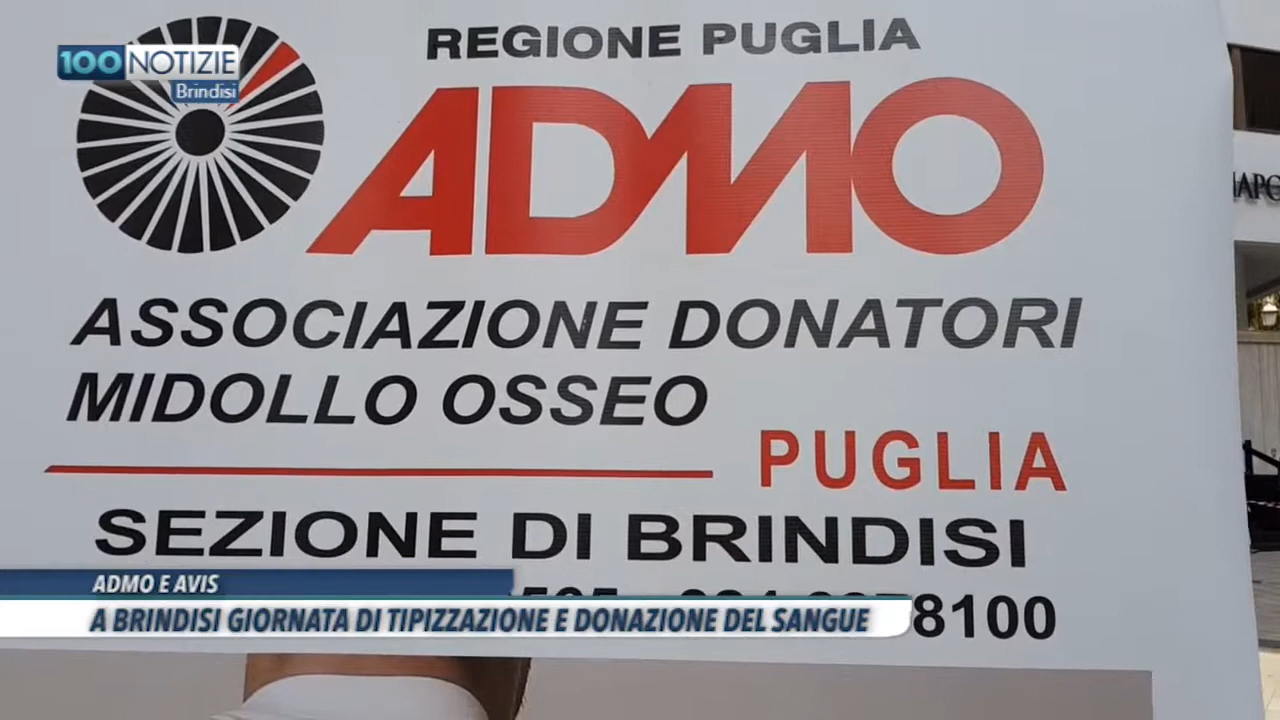 100 NOTIZIE
Brindisi
REGIONE PUGLIA
ADMO
ASSOCIAZIONE DONATORI
MIDOLLO OSSEO
PUGLIA
SEZIONE DI BRINDISI
8100
ADMO E AVIS
A BRINDISI GIORNATA DI TIPIZZAZIONE E DONAZIONE DEL SANGUE